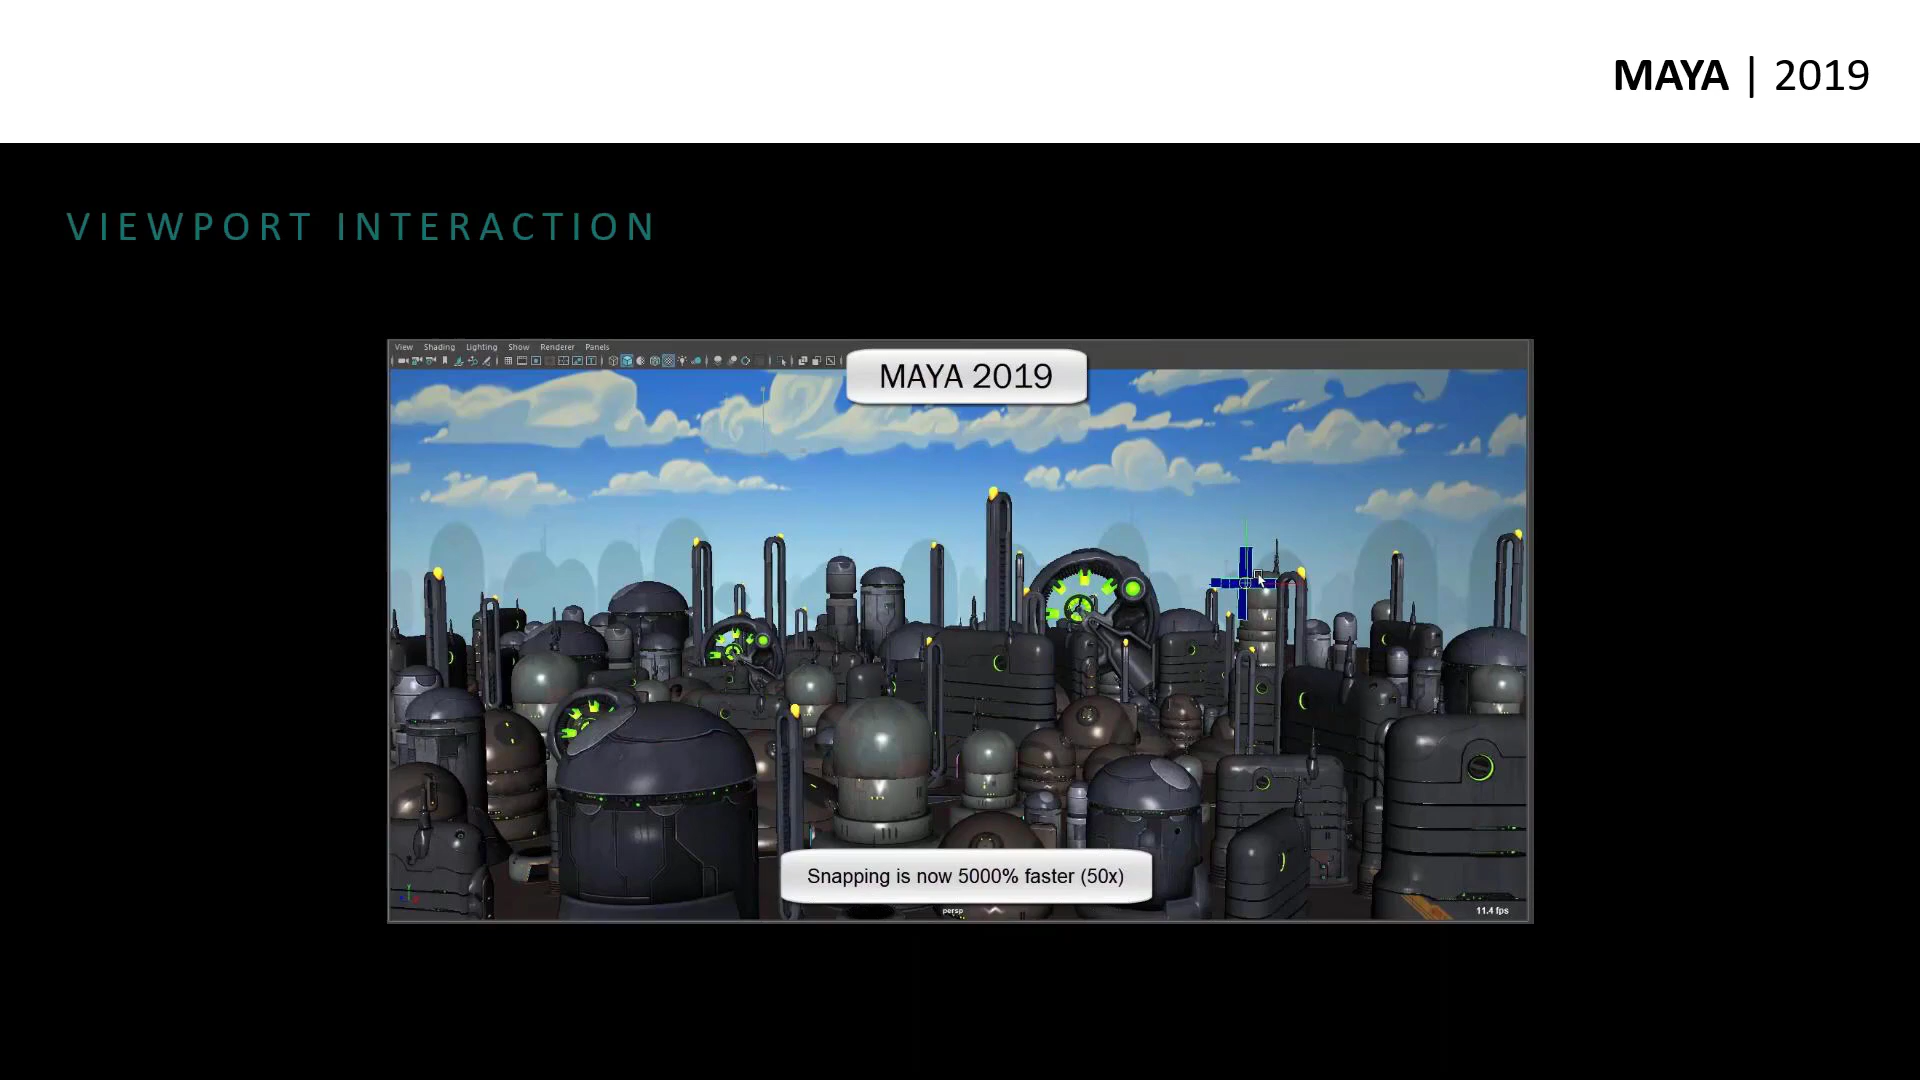 MAYA | 2019
VIEWPORT INTERACTION
View Shading Lighting Show Renderer Panels
MAYA 2019
Snapping is now 5000% faster (50x)
persp
11.4 fps